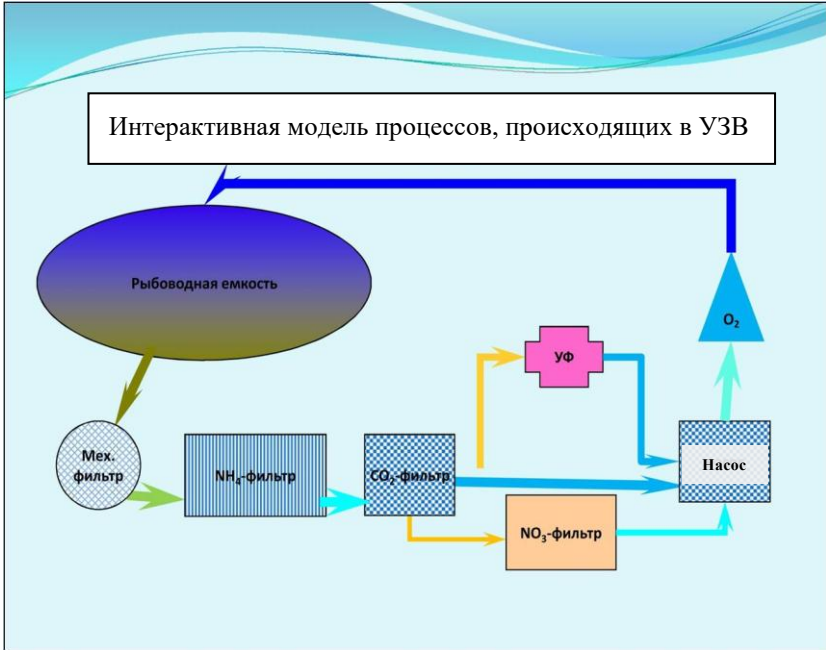 Интерактивная модель процессов, происходящих в УЗВ
Рыбоводная емкость
O₂
УФ
Мех.
фильтр
NH₄-фильтр
CO₂-фильтр
Насос
NO₃-фильтр